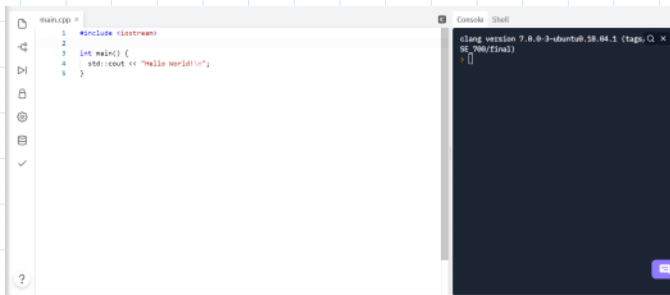 main.cpp ×
1 #include <iostream>
2
3 int main() {
4 std::cout << "Hello World!\n";
5 }
?
Console Shell
clang version 7.0.0-3~ubuntu0.18.04.1 (tags/
SE_700/final)
>